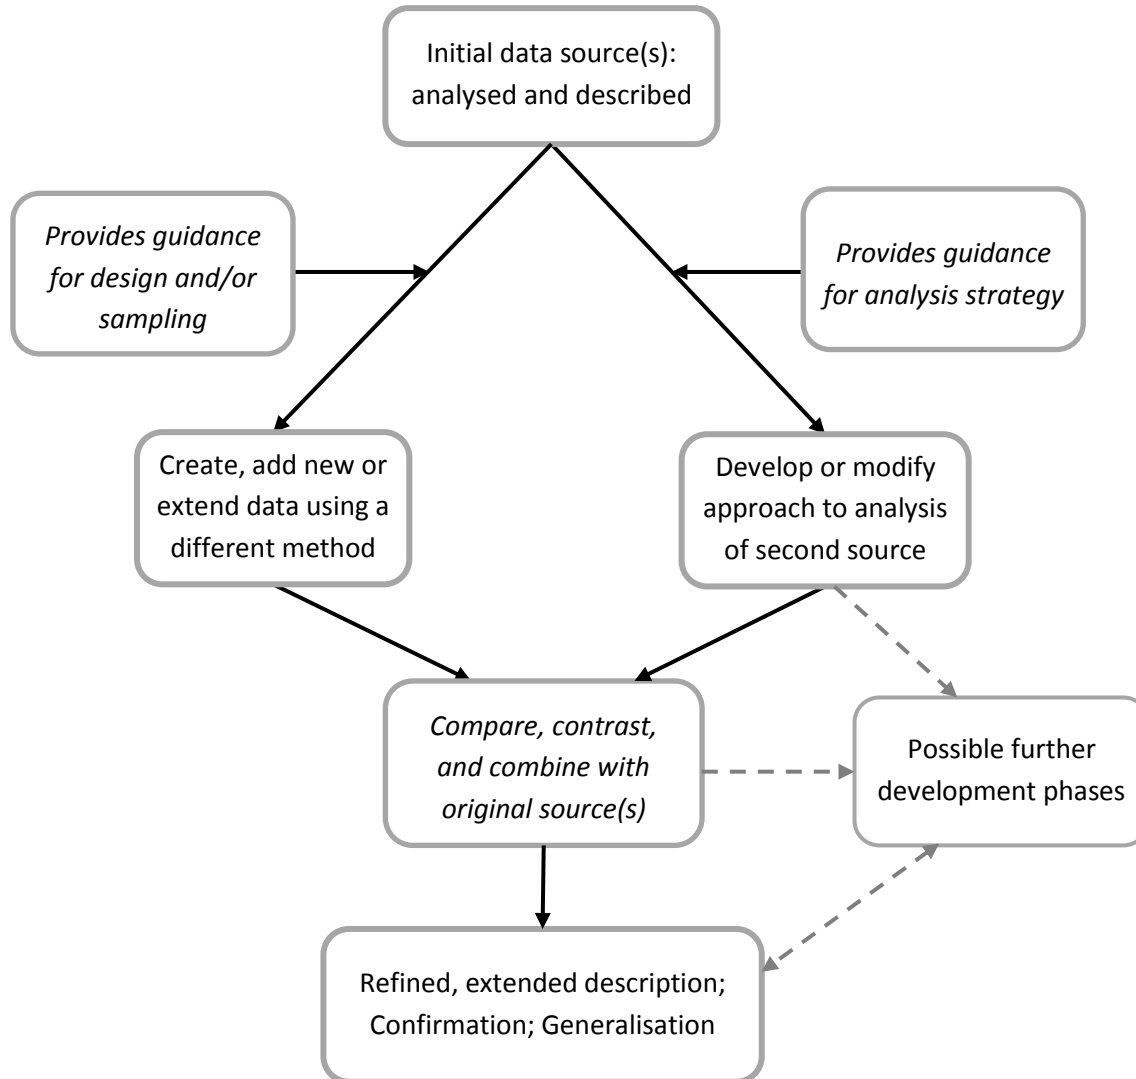 Initial data source(s):
analysed and described
Provides guidance
for design and/or
sampling
Provides guidance
for analysis strategy
Create, add new or
extend data using a
different method
Develop or modify
approach to analysis
of second source
Compare, contrast,
and combine with
original source(s)
Possible further
development phases
Refined, extended description;
Confirmation; Generalisation